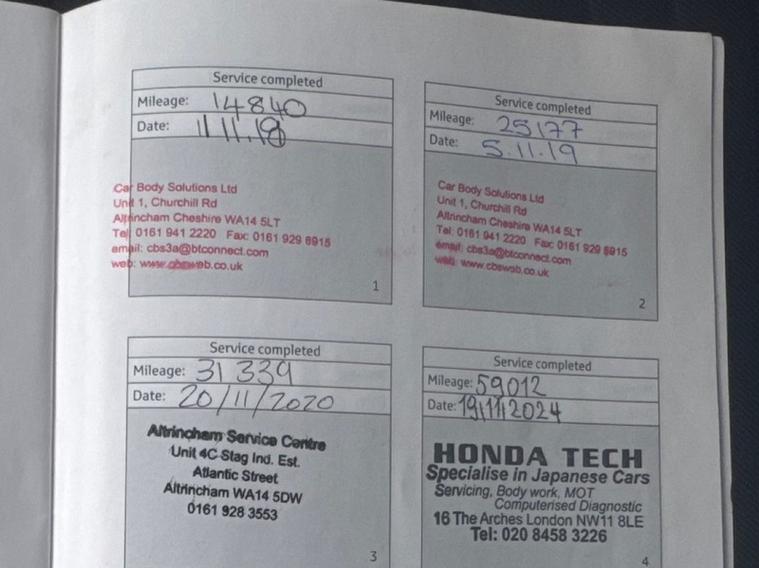 Service completed
Mileage: 14840
Date: 11 11.18
Car Body Solutions Ltd
Unit 1, Churchill Rd
Altrincham Cheshire WA14 5LT
Tel: 0161 941 2220 Fax: 0161 929 6915
email: cbs3a@btconnect.com
web: www.cbsweb.co.uk
1
Service completed
Mileage: 25177
Date: 5.11.19
Car Body Solutions Ltd
Unit 1, Churchill Rd
Altrincham Cheshire WA14 5LT
Tel: 0161 941 2220 Fax: 0161 929 6915
email: cbs3a@btconnect.com
web: www.cbsweb.co.uk
2
Service completed
Mileage: 31 339
Date: 20/11/2020
Altrincham Service Centre
Unit 4C Stag Ind. Est.
Atlantic Street
Altrincham WA14 5DW
0161 928 3553
3
Service completed
Mileage: 59012
Date: 19/11/2024
HONDA TECH
Specialise in Japanese Cars
Servicing, Body work, MOT
Computerised Diagnostic
16 The Arches London NW11 8LE
Tel: 020 8458 3226
4